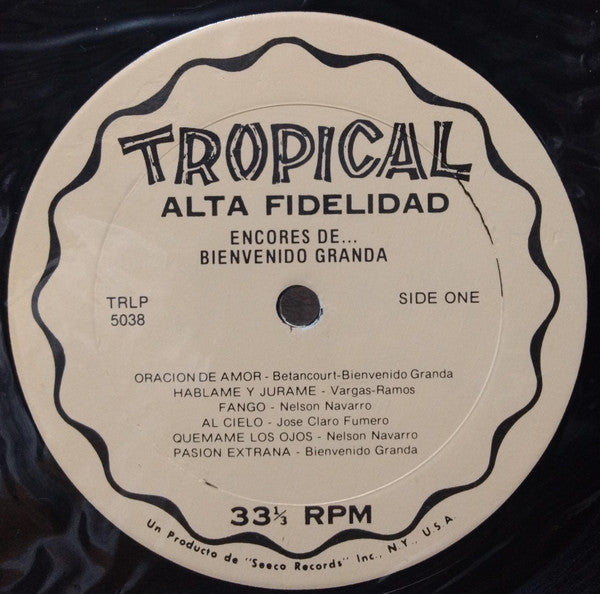 TROPICAL
ALTA FIDELIDAD
ENCORES DE...
BIENVENIDO GRANDA
TRLP
5038
SIDE ONE
ORACION DE AMOR - Betancourt-Bienvenido Granda
HABLAME Y JURAME - Vargas-Ramos
FANGO - Nelson Navarro
AL CIELO - Jose Claro Fumero
QUEMAME LOS OJOS - Nelson Navarro
PASION EXTRANA - Bienvenido Granda
33⅓ RPM
Un Producto de "Seeco Records" Inc., N.Y., U.S.A